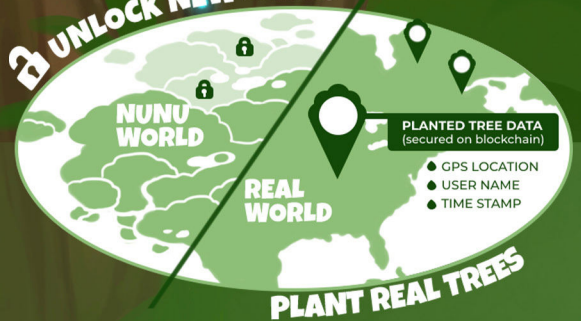 UNLOCK
NUNU
WORLD
REAL
WORLD
PLANTED TREE DATA
(secured on blockchain)
GPS LOCATION
USER NAME
TIME STAMP
PLANT REAL TREES